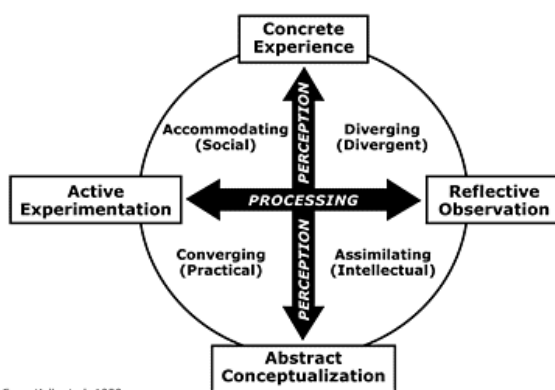 Concrete
Experience
Accommodating
(Social)
PERCEPTION
Diverging
(Divergent)
Active
Experimentation
PROCESSING
Reflective
Observation
Converging
(Practical)
PERCEPTION
Assimilating
(Intellectual)
Abstract
Conceptualization